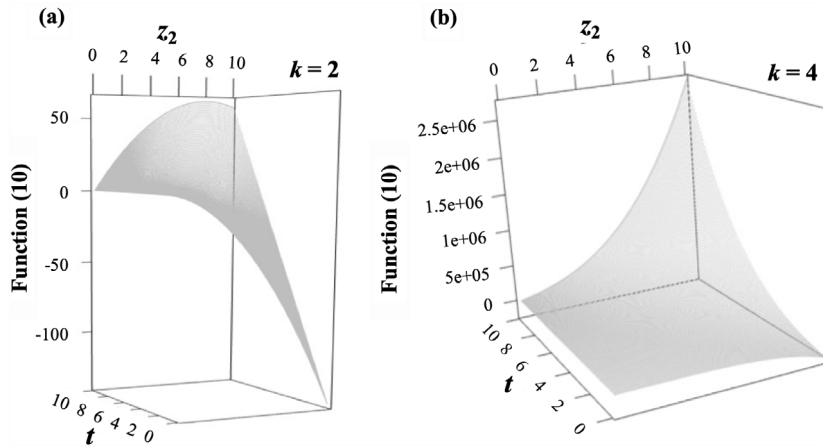 (a)
z₂
0 2 4 6 8 10
k = 2
50
0
-50
-100
Function (10)
10 8 6 4 2 0
t
(b)
z₂
0 2 4 6 8 10
k = 4
2.5e+06
2e+06
1.5e+06
1e+06
5e+05
0
Function (10)
10 8 6 4 2 0
t